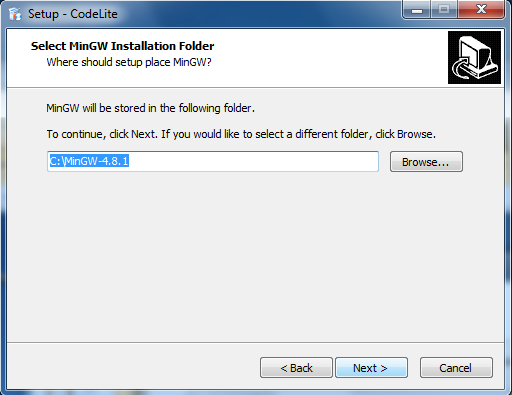 Setup - CodeLite
Select MinGW Installation Folder
Where should setup place MinGW?
MinGW will be stored in the following folder.
To continue, click Next. If you would like to select a different folder, click Browse.
C:\MinGW-4.8.1
Browse...
< Back
Next >
Cancel